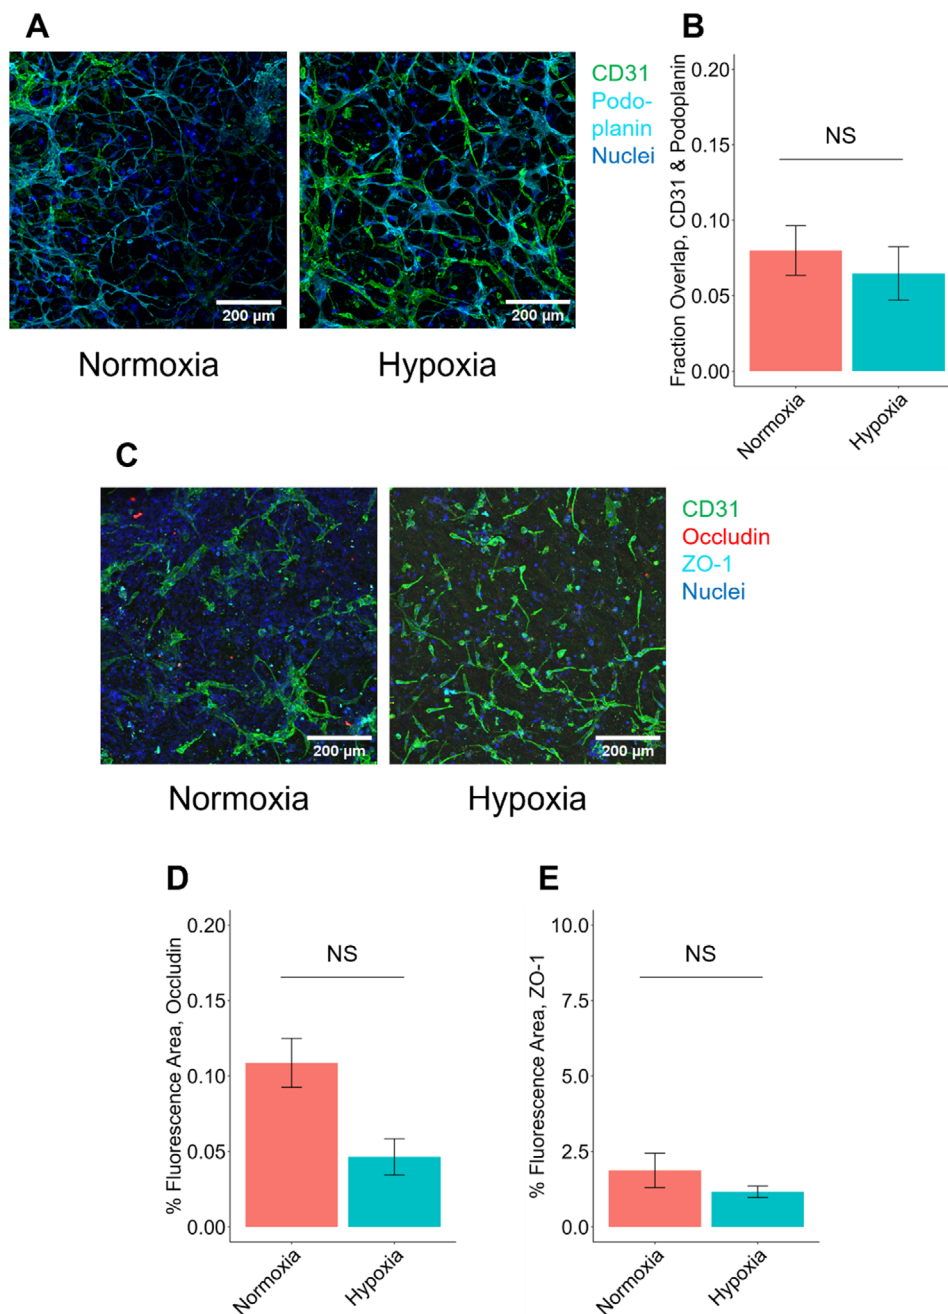 A
CD31
Podo-
planin
Nuclei
200 µm
200 µm
Normoxia
Hypoxia
B
Fraction Overlap, CD31 & Podoplanin
0.20
0.15
0.10
0.05
0.00
NS
Normoxia
Hypoxia
C
CD31
Occludin
ZO-1
Nuclei
200 µm
200 µm
Normoxia
Hypoxia
D
% Fluorescence Area, Occludin
0.20
0.15
0.10
0.05
0.00
NS
Normoxia
Hypoxia
E
% Fluorescence Area, ZO-1
10.0
7.5
5.0
2.5
0.0
NS
Normoxia
Hypoxia